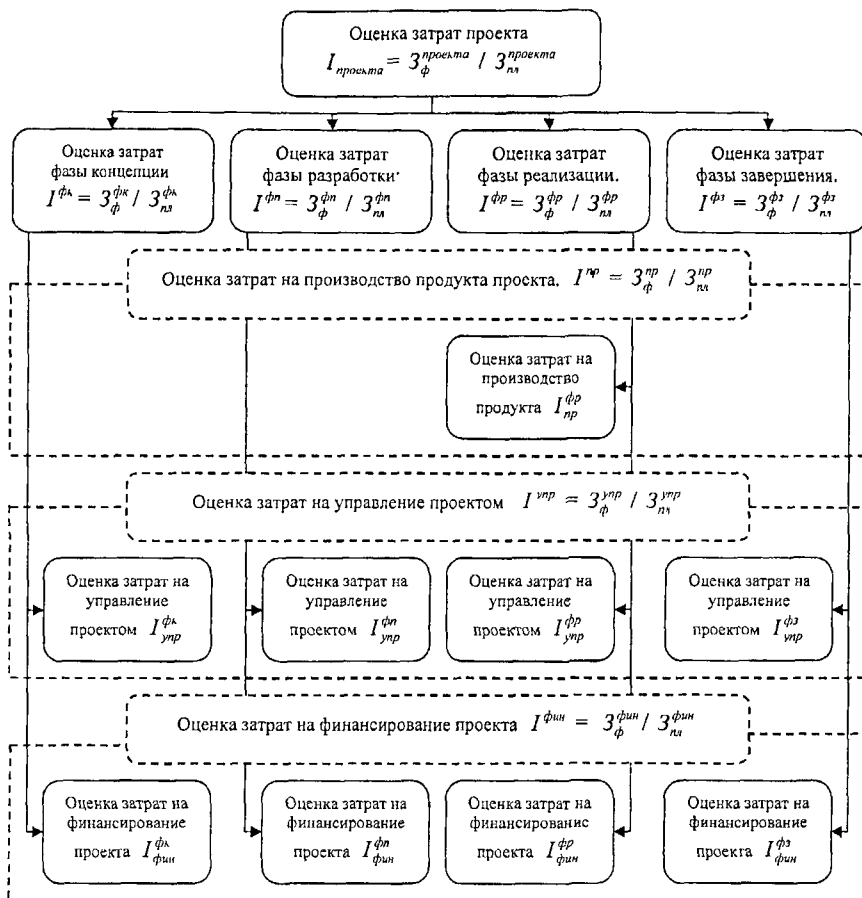 Оценка затрат проекта
I_проекта = З_ф^проекта / З_пл^проекта
Оценка затрат
фазы концепции
I^фк = З_ф^фк / З_пл^фк
Оценка затрат
фазы разработки
I^фп = З_ф^фп / З_пл^фп
Оценка затрат
фазы реализации.
I^фр = З_ф^фр / З_пл^фр
Оценка затрат
фазы завершения.
I^фз = З_ф^фз / З_пл^фз
Оценка затрат на производство продукта проекта. I^пр = З_ф^пр / З_пл^пр
Оценка затрат на
производство
продукта I_пр^фр
Оценка затрат на управление проектом I^упр = З_ф^упр / З_пл^упр
Оценка затрат на
управление
проектом I_упр^фк
Оценка затрат на
управление
проектом I_упр^фп
Оценка затрат на
управление
проектом I_упр^фр
Оценка затрат на
управление
проектом I_упр^фз
Оценка затрат на финансирование проекта I^фин = З_ф^фин / З_пл^фин
Оценка затрат на
финансирование
проекта I_фин^фк
Оценка затрат на
финансирование
проекта I_фин^фп
Оценка затрат на
финансирование
проекта I_фин^фр
Оценка затрат на
финансирование
проекта I_фин^фз